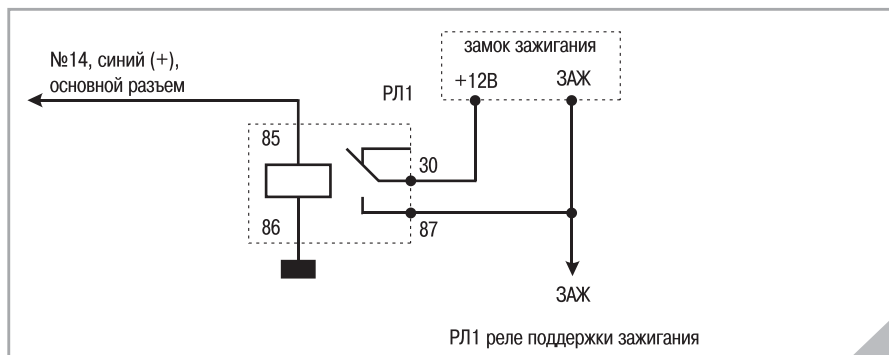 №14, синий (+),
основной разъем
РЛ1
замок зажигания
+12В
ЗАЖ
85
30
86
87
ЗАЖ
РЛ1 реле поддержки зажигания